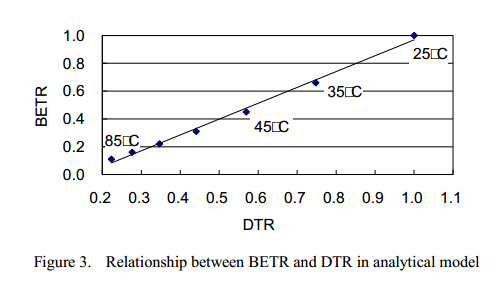 1.0
0.8
0.6
0.4
0.2
0.0
BETR
25□C
35□C
45□C
85□C
0.2 0.3 0.4 0.5 0.6 0.7 0.8 0.9 1.0 1.1
DTR
Figure 3. Relationship between BETR and DTR in analytical model